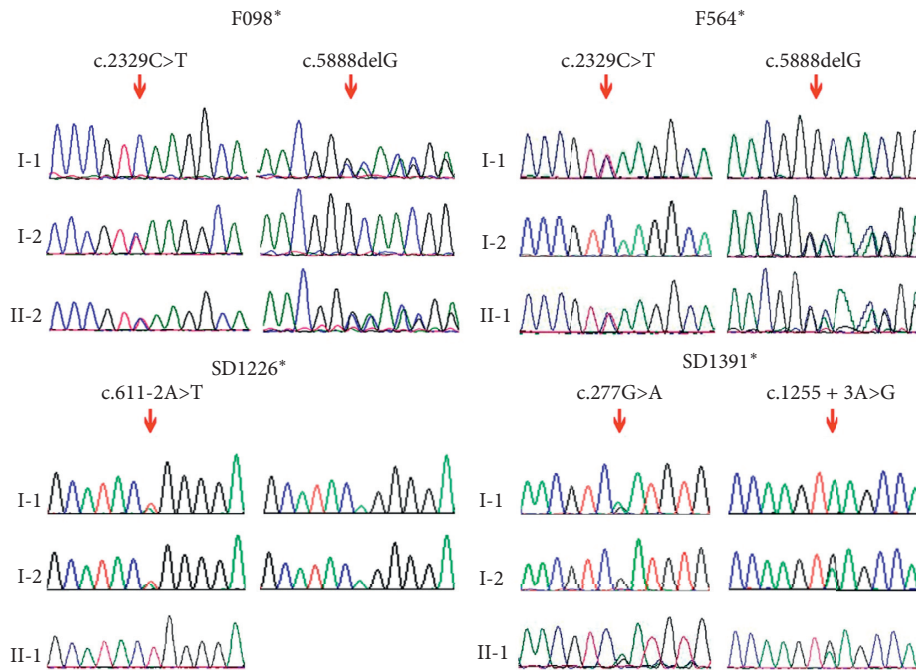 F098*
c.2329C>T
c.5888delG
I-1
I-2
II-2
F564*
c.2329C>T
c.5888delG
I-1
I-2
II-1
SD1226*
c.611-2A>T
I-1
I-2
II-1
SD1391*
c.277G>A
c.1255 + 3A>G
I-1
I-2
II-1